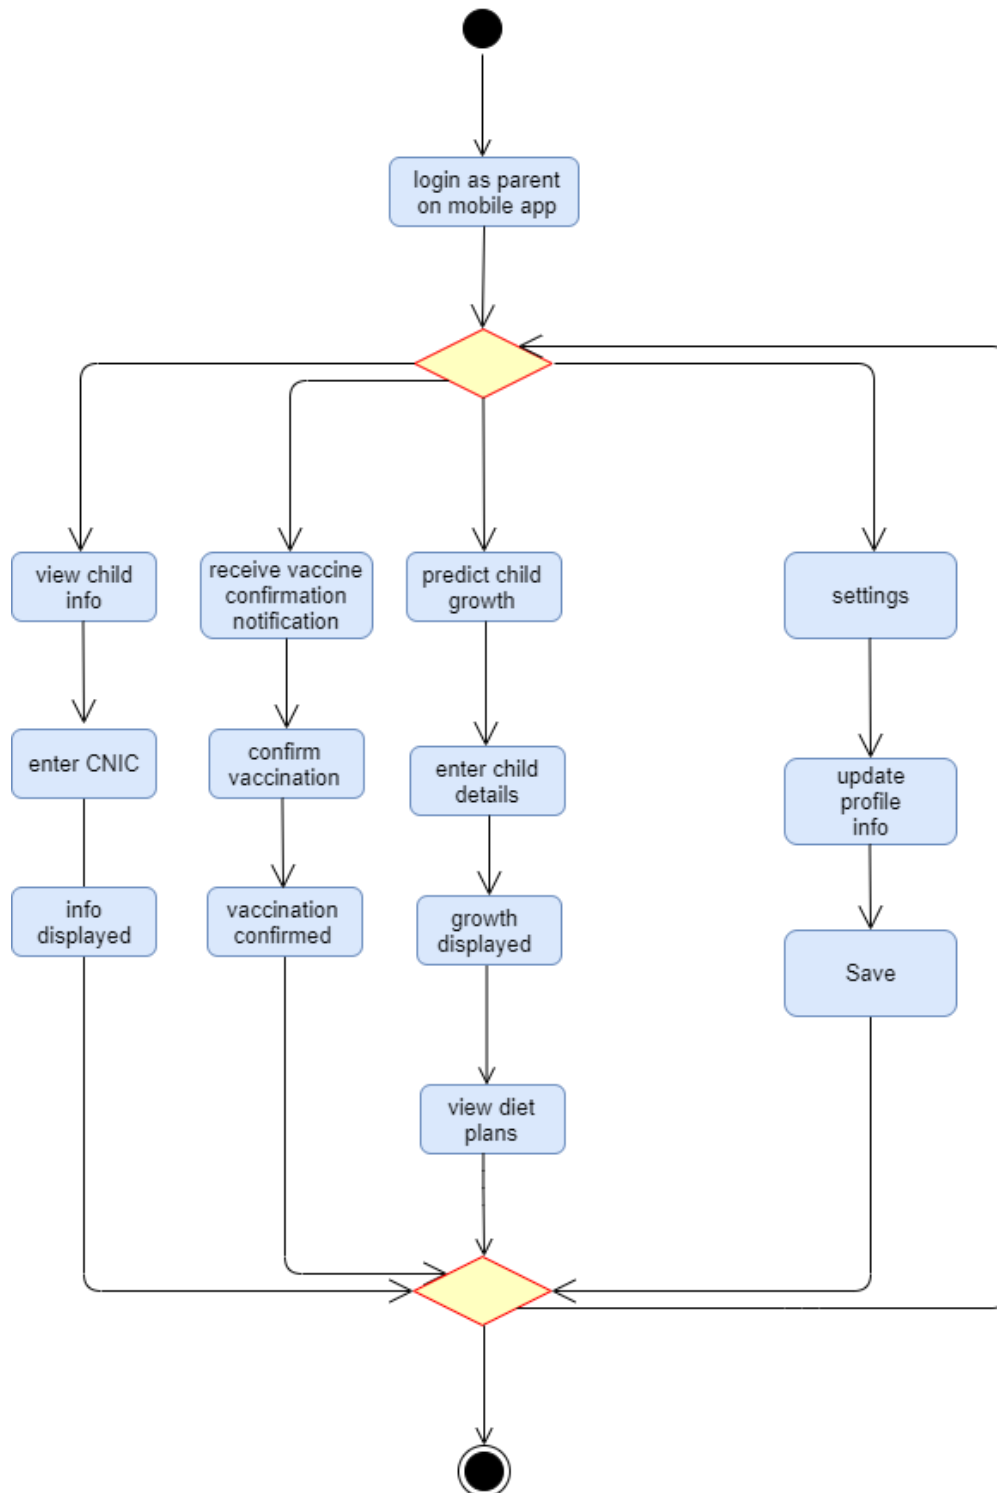 login as parent
on mobile app
view child
info
receive vaccine
confirmation
notification
predict child
growth
settings
enter CNIC
confirm
vaccination
enter child
details
update
profile
info
info
displayed
vaccination
confirmed
growth
displayed
Save
view diet
plans